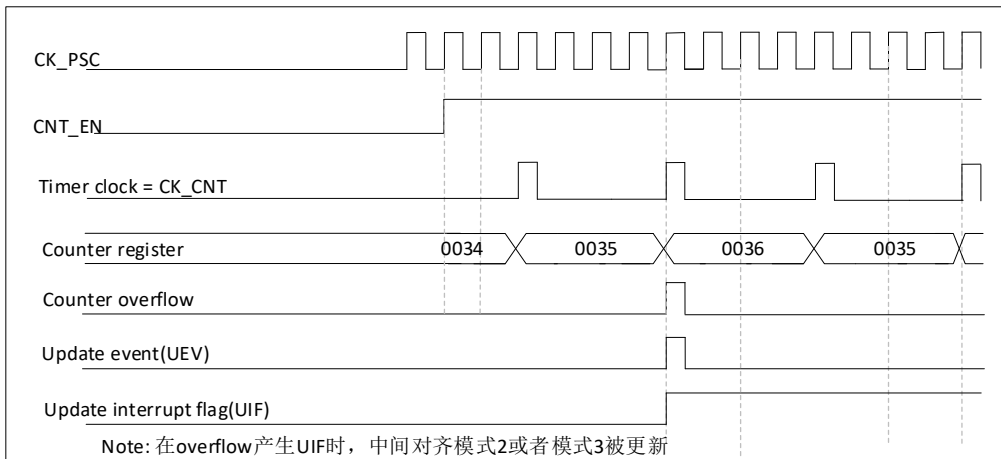 CK_PSC
CNT_EN
Timer clock = CK_CNT
Counter register 0034 0035 0036 0035
Counter overflow
Update event(UEV)
Update interrupt flag(UIF)
Note: 在overflow产生UIF时，中间对齐模式2或者模式3被更新